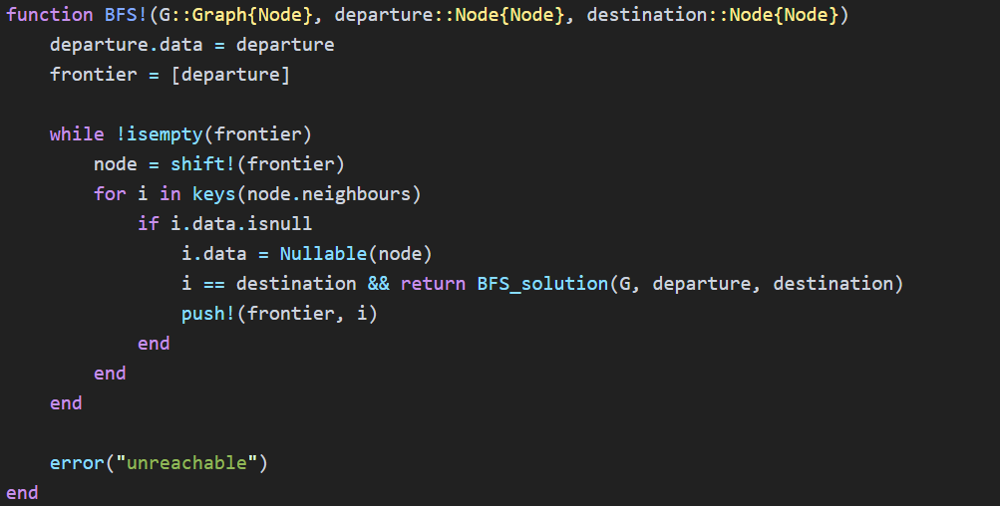 function BFS!(G::Graph{Node}, departure::Node{Node}, destination::Node{Node})
    departure.data = departure
    frontier = [departure]

    while !isempty(frontier)
        node = shift!(frontier)
        for i in keys(node.neighbours)
            if i.data.isnull
                i.data = Nullable(node)
                i == destination && return BFS_solution(G, departure, destination)
                push!(frontier, i)
            end
        end
    end

    error("unreachable")
end